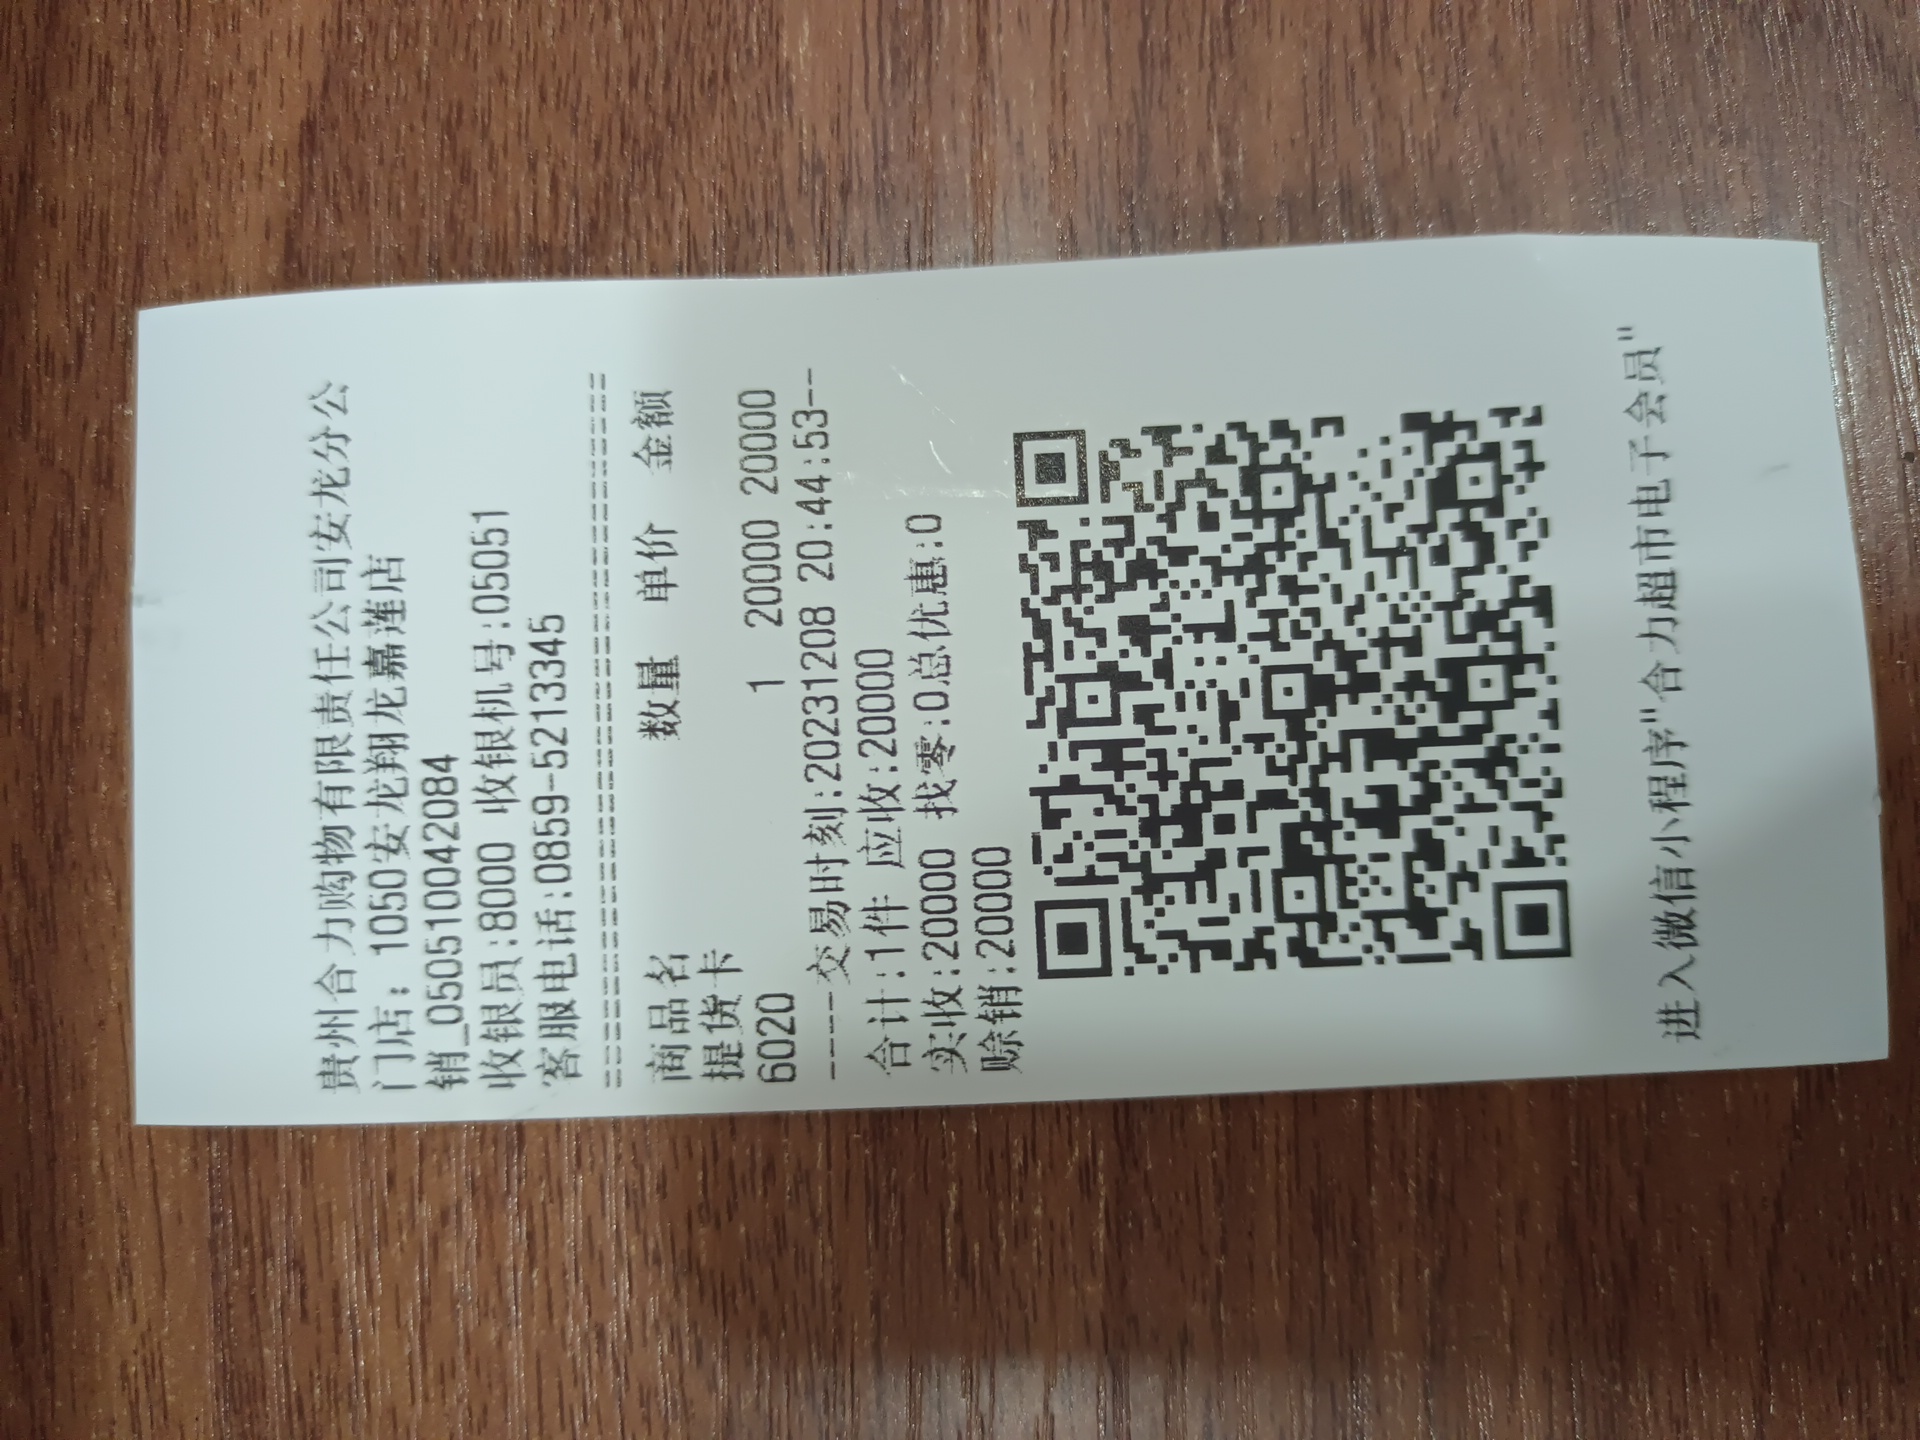 贵州合力购物有限责任公司安龙分公
门店: 1050安龙翔龙嘉莲店
销_050510042084
收银员:8000 收银机号:05051
客服电话:0859-5213345
================================
商品名 数量 单价 金额
提货卡
6020 1 20000 20000
----交易时刻:20231208 20:44:53--
合计:1件 应收:20000
实收:20000 找零:0总优惠:0
赊销:20000
进入微信小程序"合力超市电子会员"